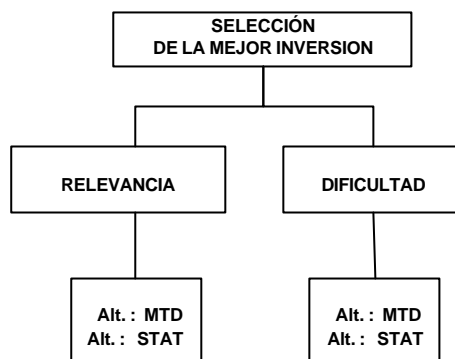 SELECCIÓN
DE LA MEJOR INVERSION
RELEVANCIA
DIFICULTAD
Alt. : MTD
Alt. : STAT
Alt. : MTD
Alt. : STAT